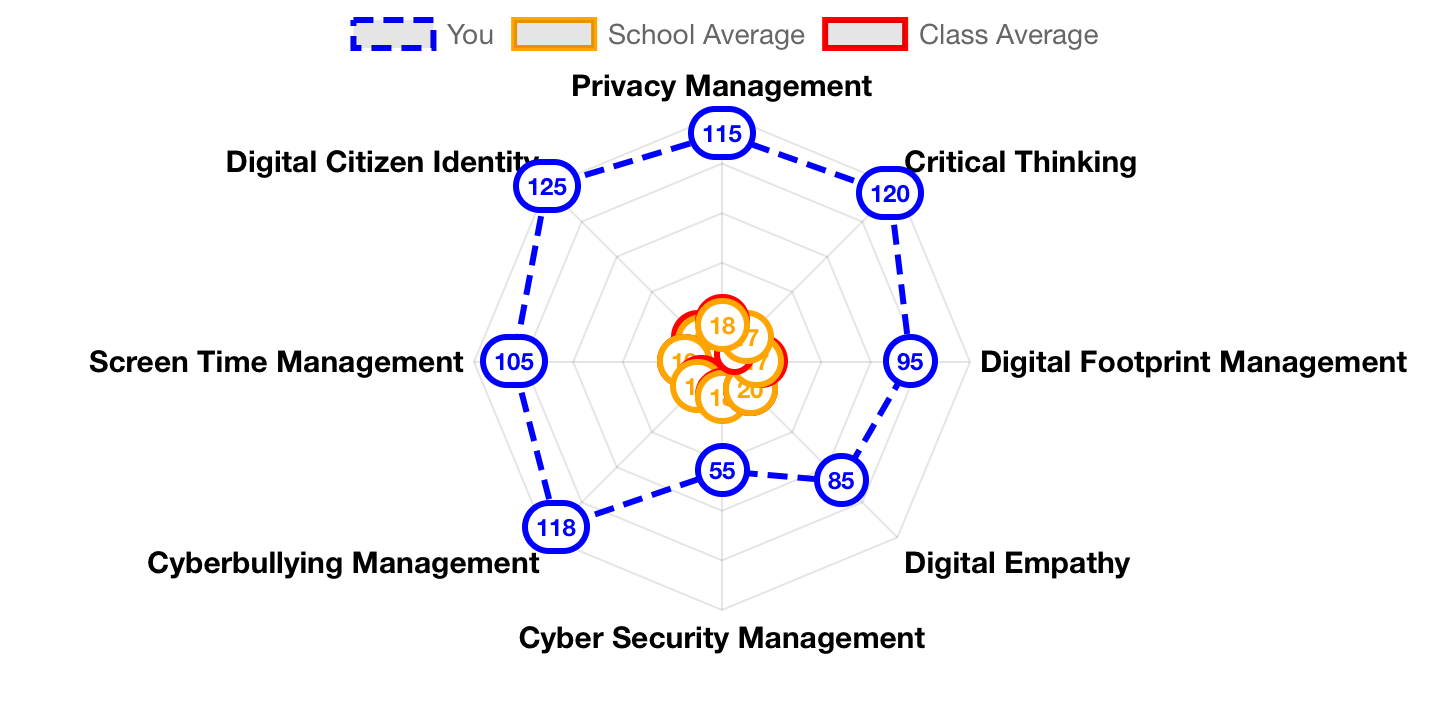 You School Average Class Average
Privacy Management
115
Digital Citizen Identity
Critical Thinking
125
120
18
Screen Time Management
105
95
Digital Footprint Management
20
55
85
118
Cyberbullying Management
Digital Empathy
Cyber Security Management